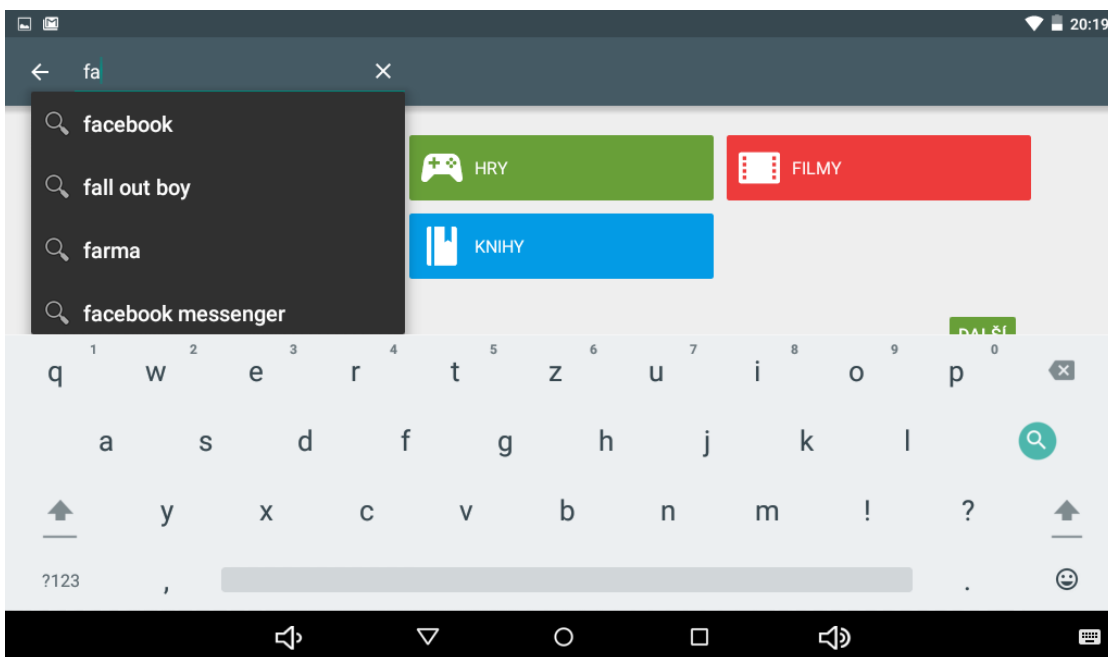 20:19
fa
facebook
fall out boy
farma
facebook messenger
HRY
FILMY
KNIHY
DALŠÍ
1 2 3 4 5 6 7 8 9 0
q w e r t z u i o p
a s d f g h j k l
y x c v b n m ! ?
?123 , .